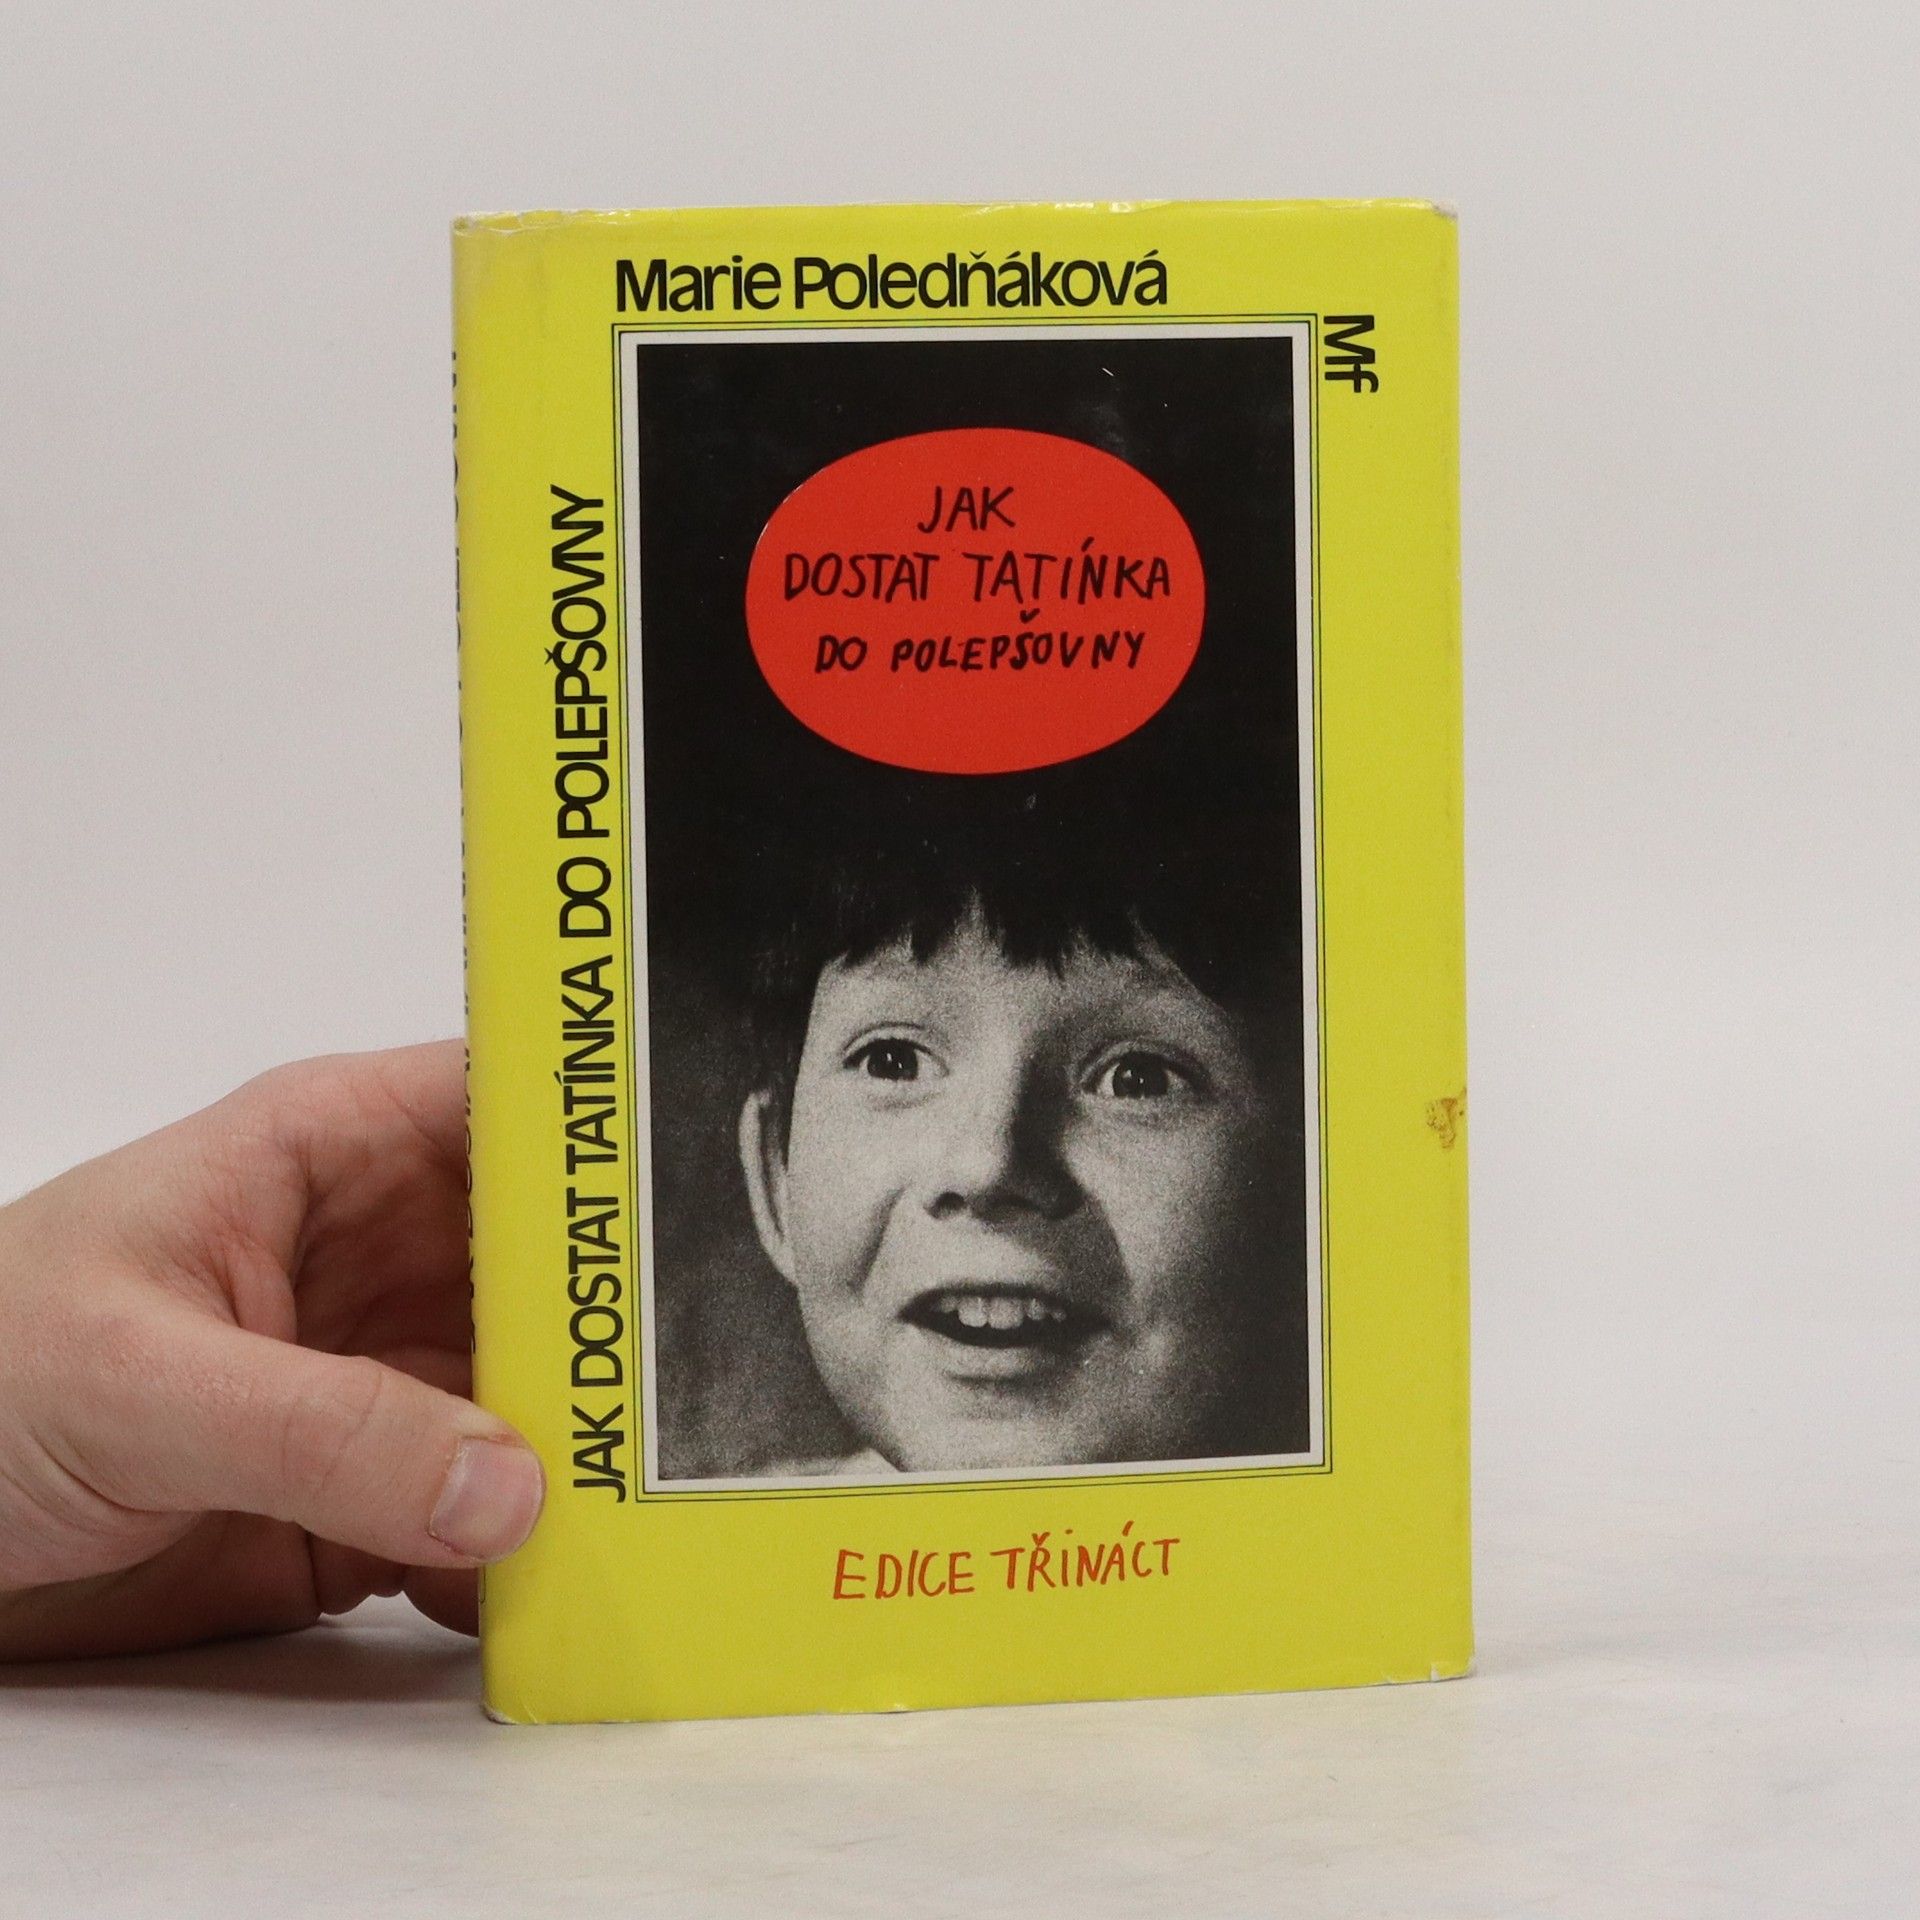 Marie Poledňáková
Mf
JAK
DOSTAT TATÍNKA
DO POLEPŠOVNY
JAK DOSTAT TATÍNKA DO POLEPŠOVNY
EDICE TŘINÁCT